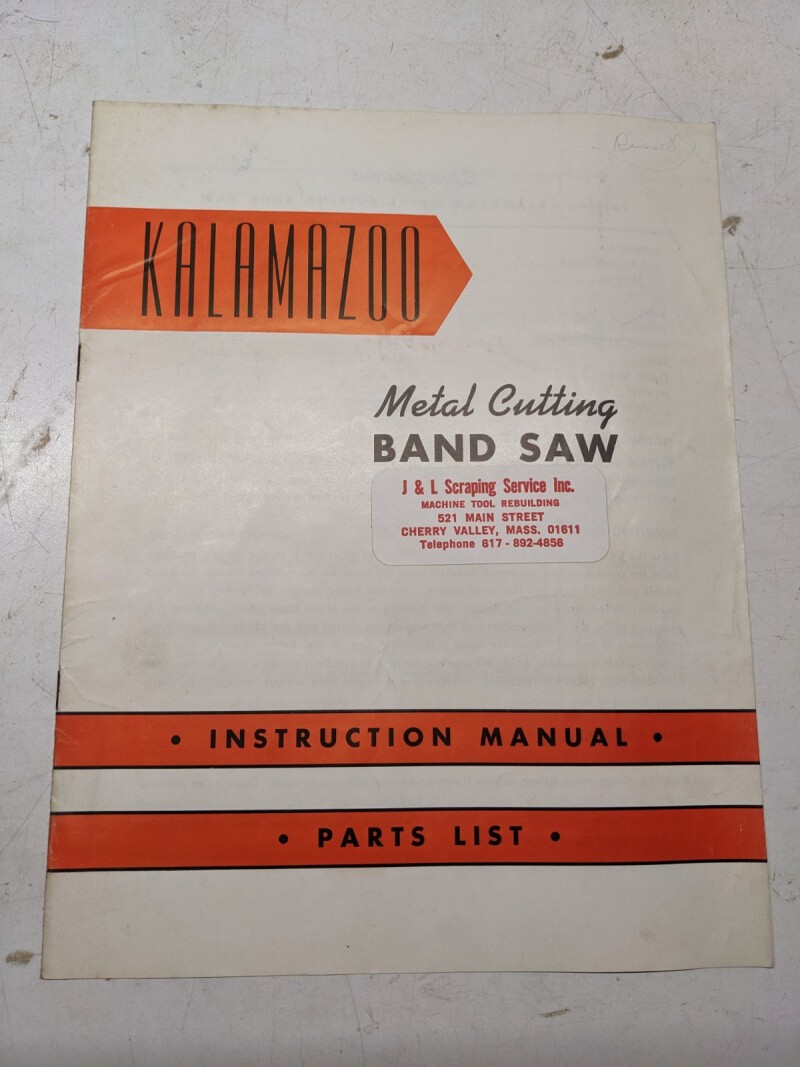 KALAMAZOO
Metal Cutting
BAND SAW
J & L Scraping Service Inc.
MACHINE TOOL REBUILDING
521 MAIN STREET
CHERRY VALLEY, MASS. 01611
Telephone 617 - 892-4856
• INSTRUCTION MANUAL •
• PARTS LIST •